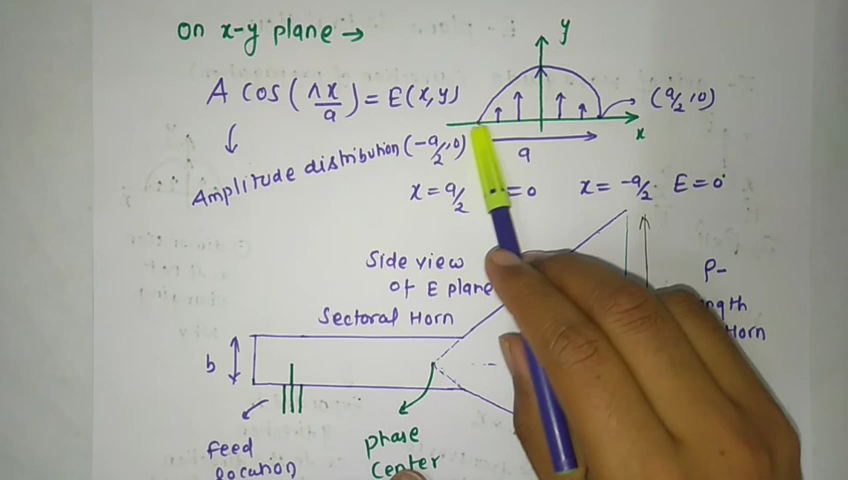 on x-y plane →
y
A cos(πx/a) = E(x,y)
(a/2, 0)
x
Amplitude distribution (-a/2, 0)
a
x = a/2 = 0 x = -a/2. E = 0
Side view
of E plane
Sectoral Horn
ρ-
b
phase
center
feed
location